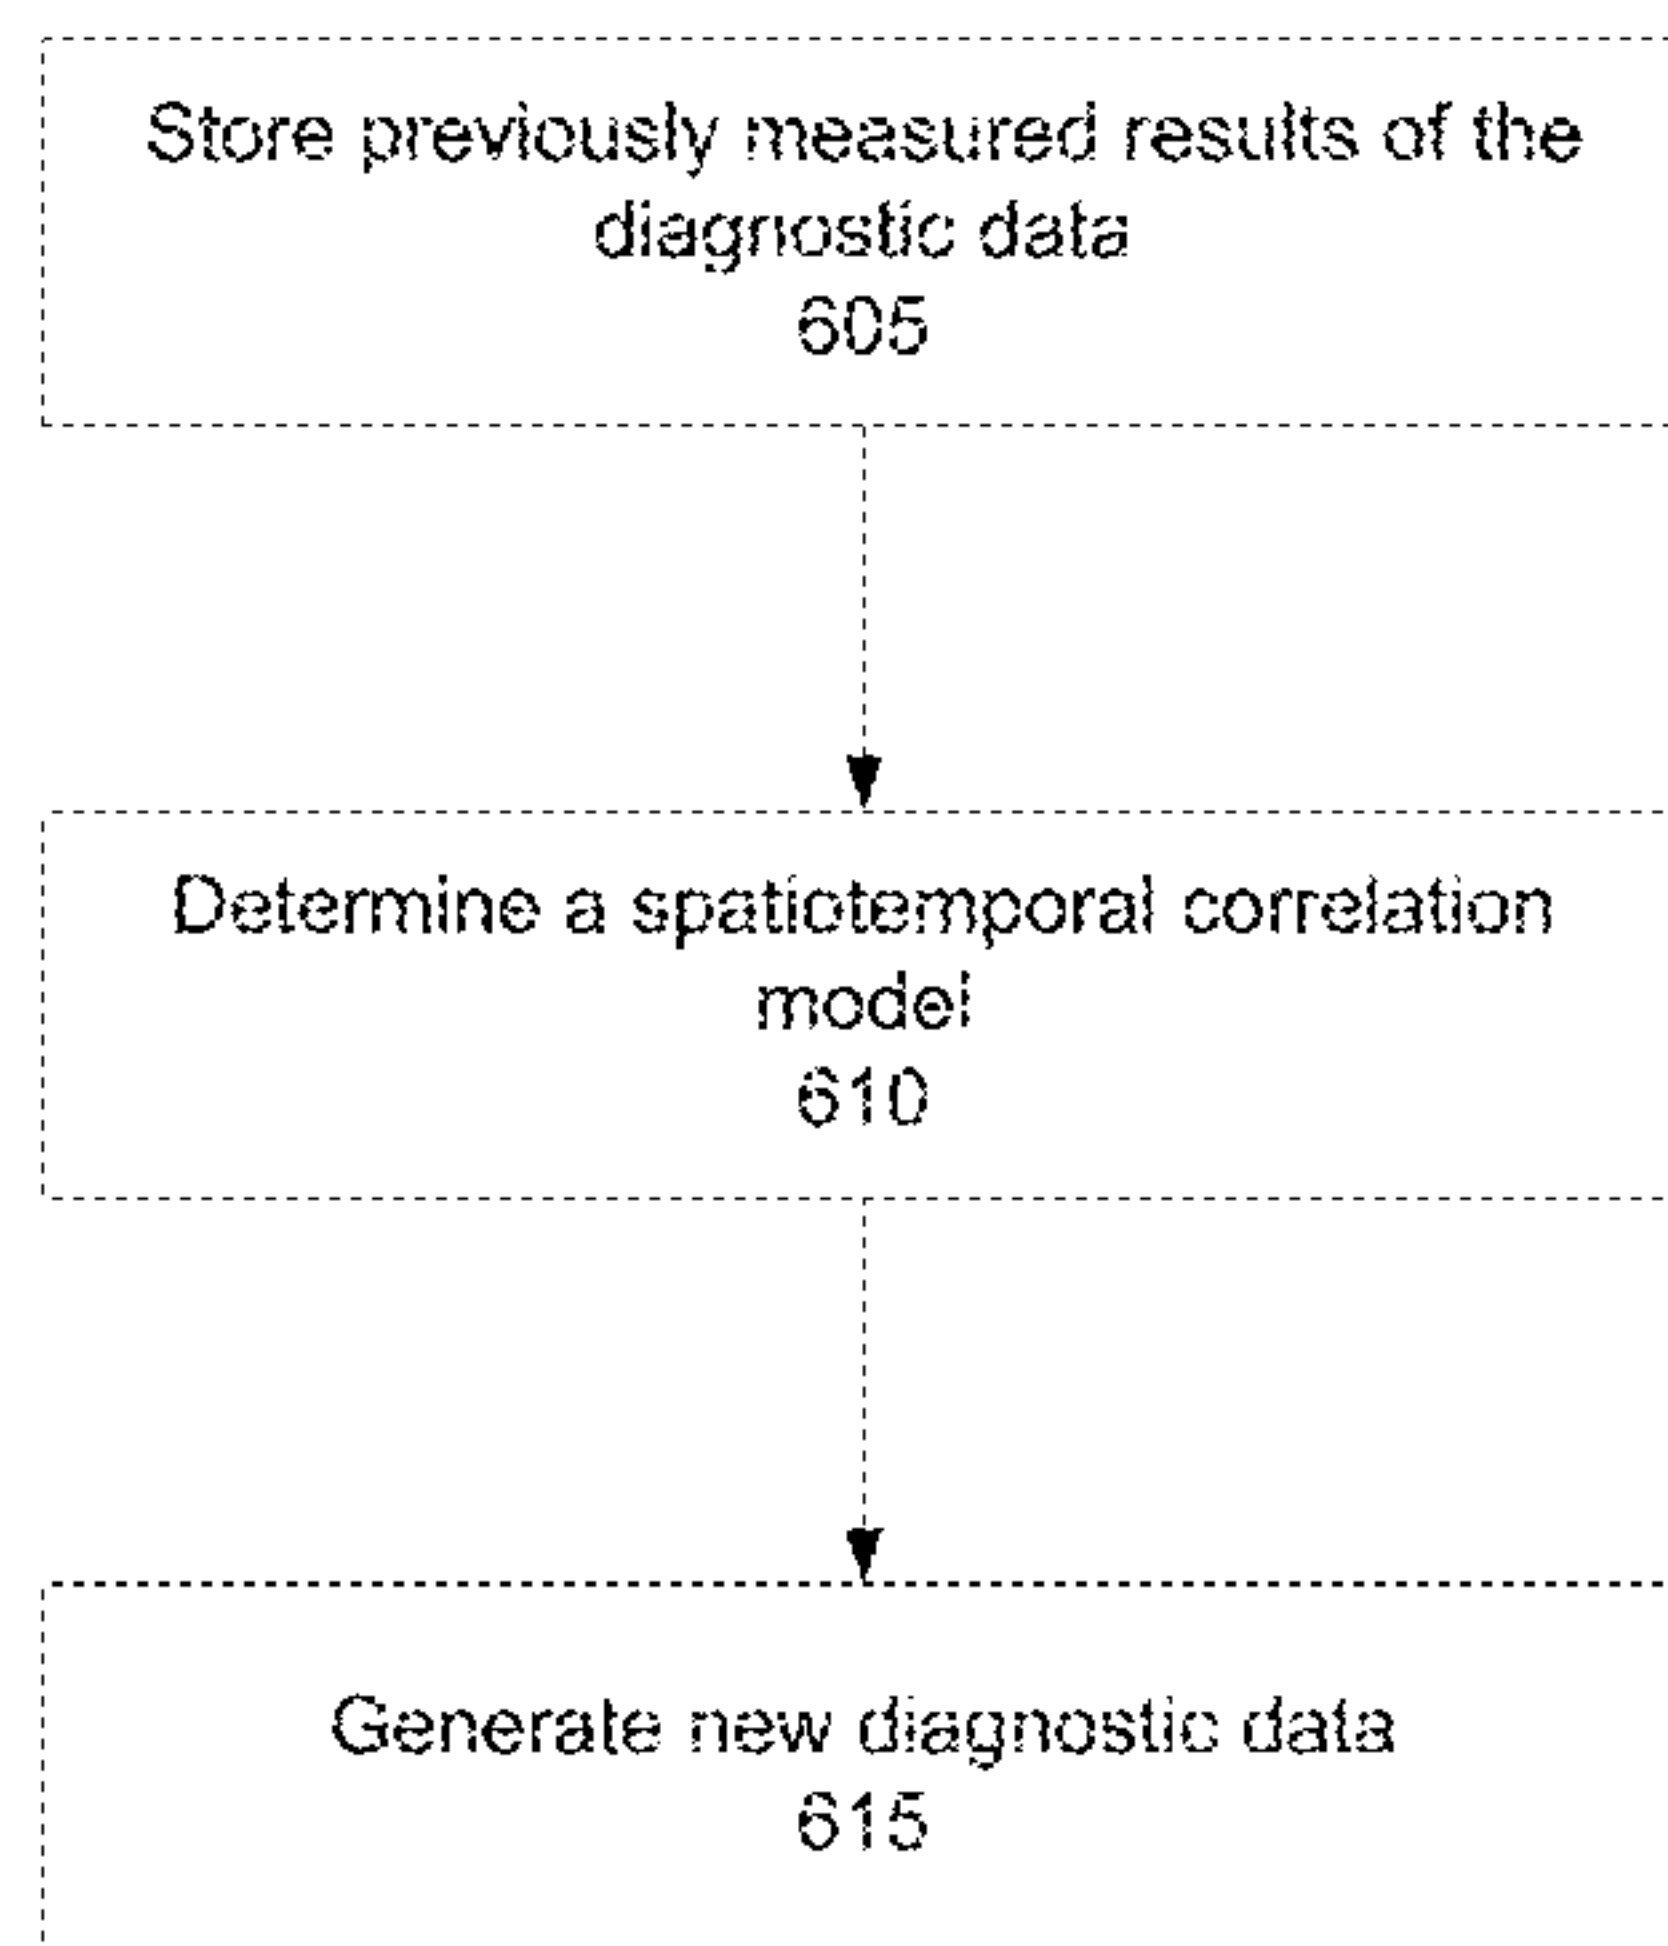 Store previously measured results of the
diagnostic data
605
Determine a spatiotemporal correlation
model
610
Generate new diagnostic data
615